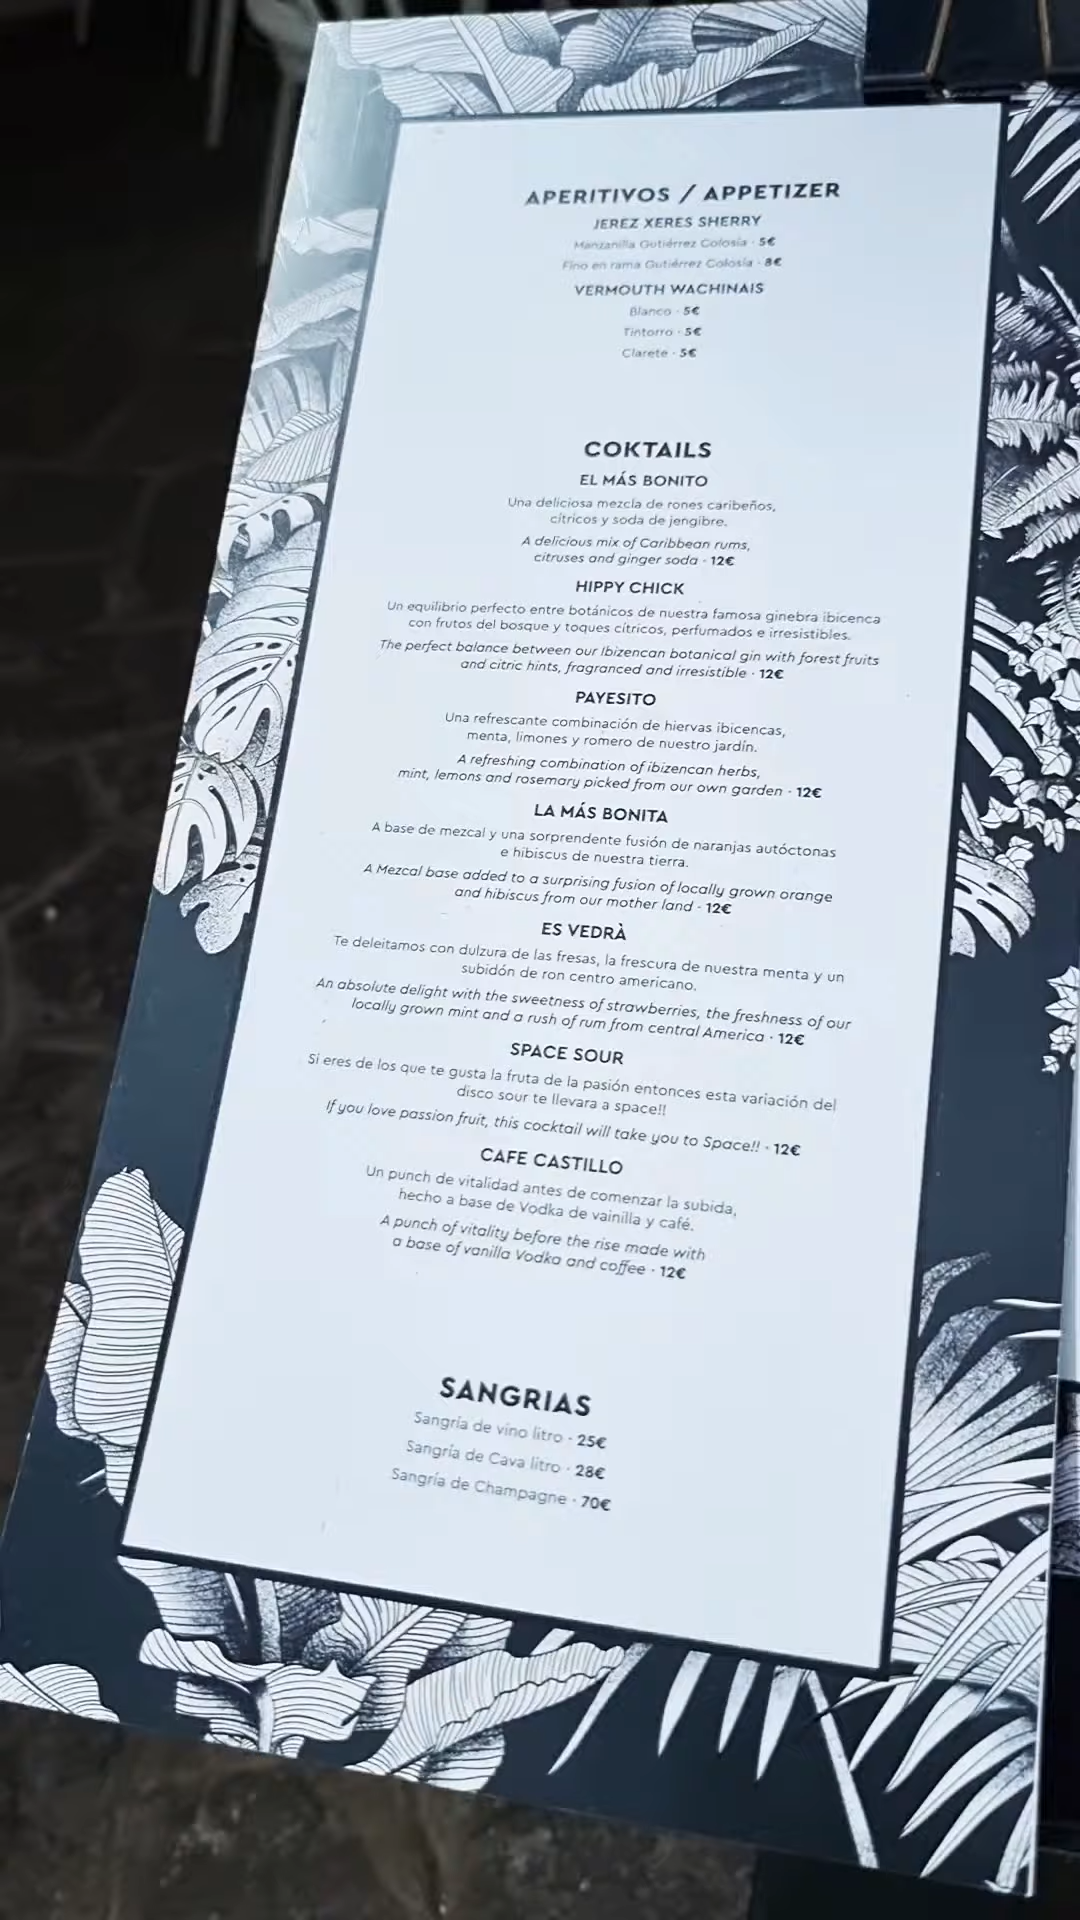 APERITIVOS / APPETIZER
JEREZ XERES SHERRY
Manzanilla Gutiérrez Colosía · 5€
Fino en rama Gutiérrez Colosía · 8€
VERMOUTH WACHINAIS
Blanco · 5€
Tintorro · 5€
Clarete · 5€
COKTAILS
EL MÁS BONITO
Una deliciosa mezcla de rones caribeños,
cítricos y soda de jengibre.
A delicious mix of Caribbean rums,
citruses and ginger soda · 12€
HIPPY CHICK
Un equilibrio perfecto entre botánicos de nuestra famosa ginebra ibicenca
con frutos del bosque y toques cítricos, perfumados e irresistibles.
The perfect balance between our Ibizencan botanical gin with forest fruits
and citric hints, fragranced and irresistible · 12€
PAYESITO
Una refrescante combinación de hiervas ibicencas,
menta, limones y romero de nuestro jardín.
A refreshing combination of ibizencan herbs,
mint, lemons and rosemary picked from our own garden · 12€
LA MÁS BONITA
A base de mezcal y una sorprendente fusión de naranjas autóctonas
e hibiscus de nuestra tierra.
A Mezcal base added to a surprising fusion of locally grown orange
and hibiscus from our mother land · 12€
ES VEDRÀ
Te deleitamos con dulzura de las fresas, la frescura de nuestra menta y un
subidón de ron centro americano.
An absolute delight with the sweetness of strawberries, the freshness of our
locally grown mint and a rush of rum from central America · 12€
SPACE SOUR
Si eres de los que te gusta la fruta de la pasión entonces esta variación del
disco sour te llevara a space!!
If you love passion fruit, this cocktail will take you to Space!! · 12€
CAFE CASTILLO
Un punch de vitalidad antes de comenzar la subida,
hecho a base de Vodka de vainilla y café.
A punch of vitality before the rise made with
a base of vanilla Vodka and coffee · 12€
SANGRIAS
Sangría de vino litro · 25€
Sangría de Cava litro · 28€
Sangría de Champagne · 70€